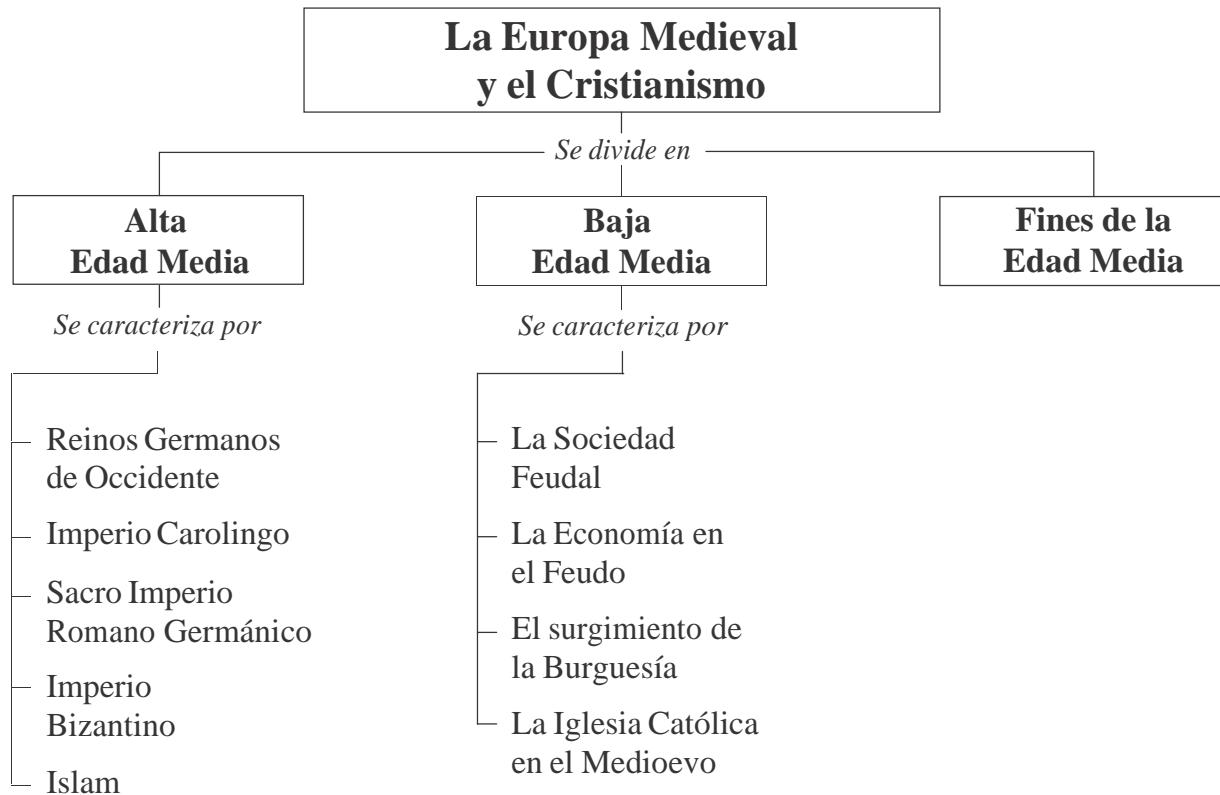 La Europa Medieval
y el Cristianismo
Se divide en
Alta
Edad Media
Se caracteriza por
Reinos Germanos
de Occidente
Imperio Carolingo
Sacro Imperio
Romano Germánico
Imperio
Bizantino
Islam
Baja
Edad Media
Se caracteriza por
La Sociedad
Feudal
La Economía en
el Feudo
El surgimiento de
la Burguesía
La Iglesia Católica
en el Medioevo
Fines de la
Edad Media